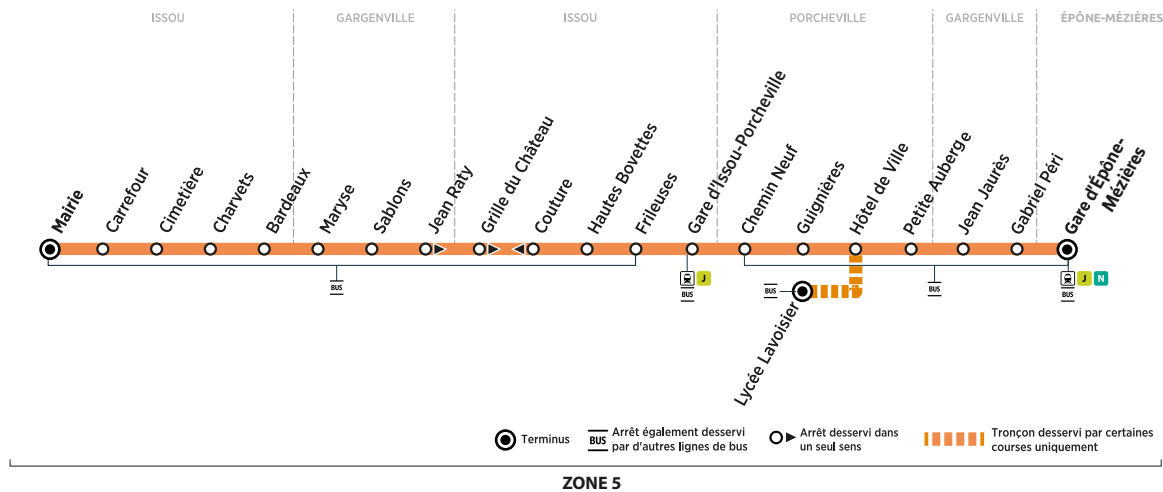 ISSOU
GARGENVILLE
ISSOU
PORCHEVILLE
GARGENVILLE
ÉPÔNE-MÉZIÈRES
Mairie
Carrefour
Cimetière
Charvets
Bardeaux
Maryse
Sablons
Jean Raty
Grille du Château
Couture
Hautes Bovettes
Frileuses
Gare d'Issou-Porcheville
Chemin Neuf
Guignières
Hôtel de Ville
Petite Auberge
Jean Jaurès
Gabriel Péri
Gare d'Épône-
Mézières
BUS
J
BUS
BUS
Lycée Lavoisier
BUS
J N
BUS
Terminus
BUS
Arrêt également desservi
par d'autres lignes de bus
Arrêt desservi dans
un seul sens
Tronçon desservi par certaines
courses uniquement
ZONE 5